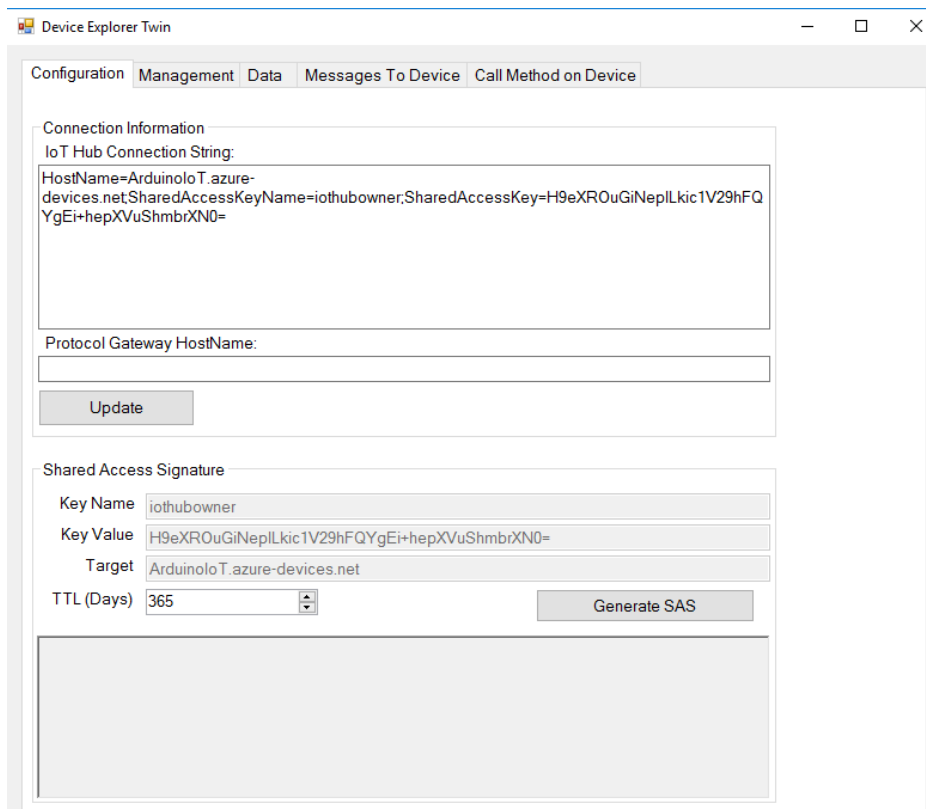 Device Explorer Twin
Configuration Management Data Messages To Device Call Method on Device
Connection Information
IoT Hub Connection String:
HostName=ArduinoIoT.azure-
devices.net;SharedAccessKeyName=iothubowner;SharedAccessKey=H9eXROuGiNeplLkic1V29hFQ
YgEi+hepXVuShmbrXN0=
Protocol Gateway HostName:
Update
Shared Access Signature
Key Name iothubowner
Key Value H9eXROuGiNeplLkic1V29hFQYgEi+hepXVuShmbrXN0=
Target ArduinoIoT.azure-devices.net
TTL (Days) 365 Generate SAS